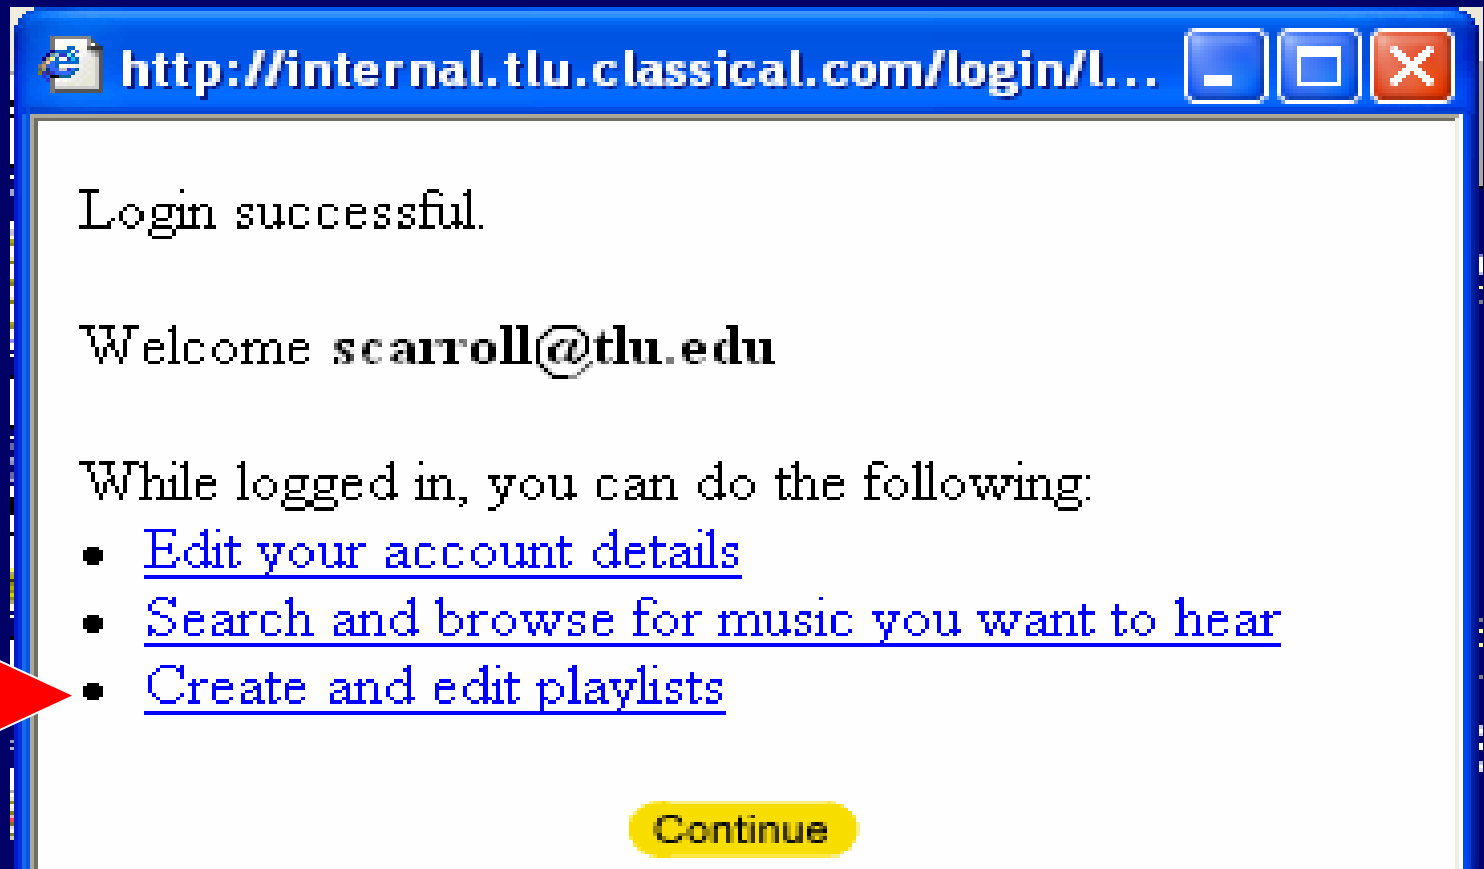 http://internal.tlu.classical.com/login/l...
Login successful.
Welcome scarroll@tlu.edu
While logged in, you can do the following:
• Edit your account details
• Search and browse for music you want to hear
• Create and edit playlists
Continue